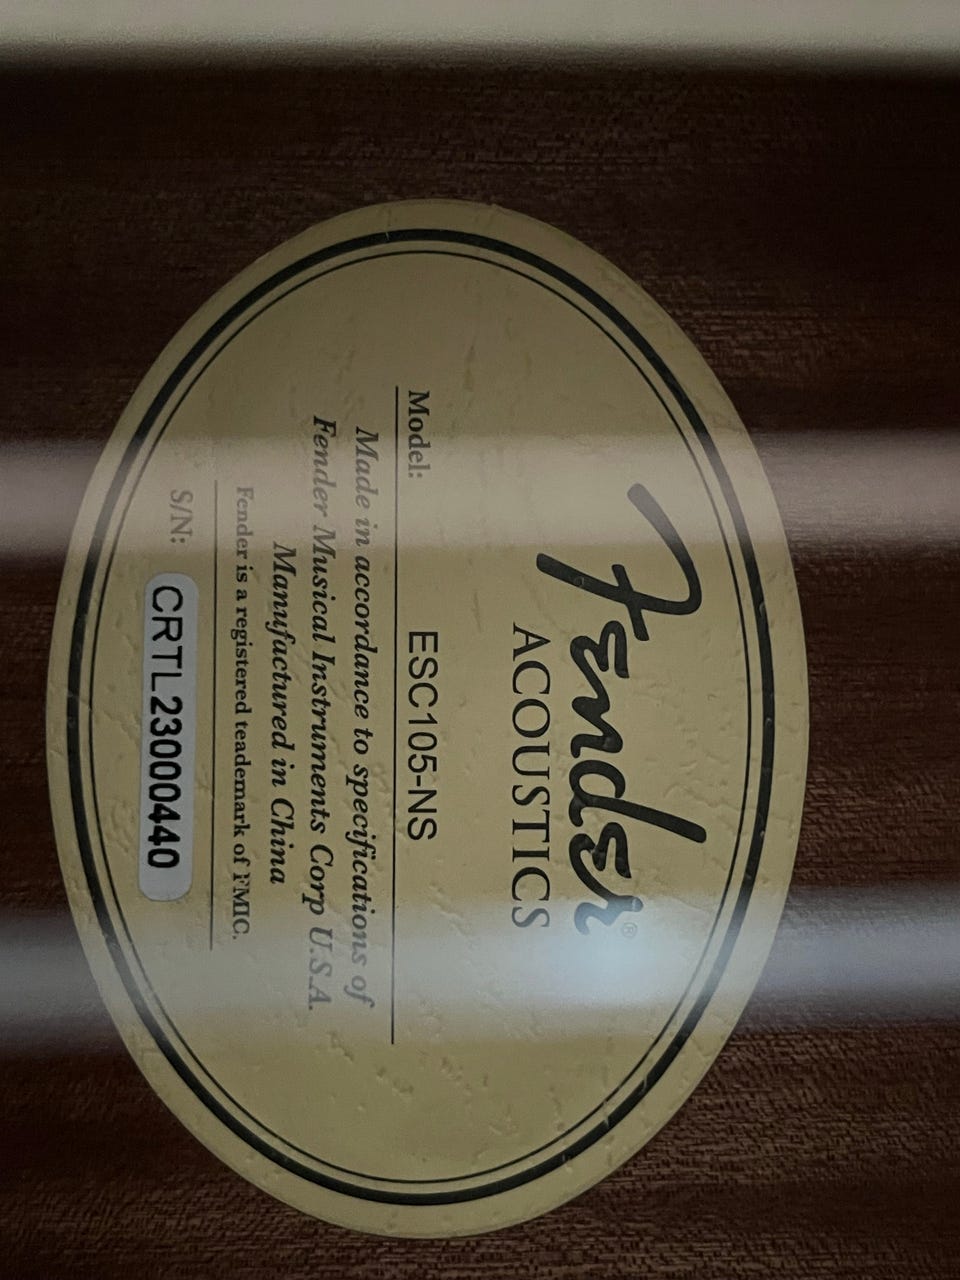 Fender®
ACOUSTICS
Model: ESC105-NS
Made in accordance to specifications of
Fender Musical Instruments Corp U.S.A.
Manufactured in China
Fender is a registered teademark of FMIC.
S/N: CRTL23000440